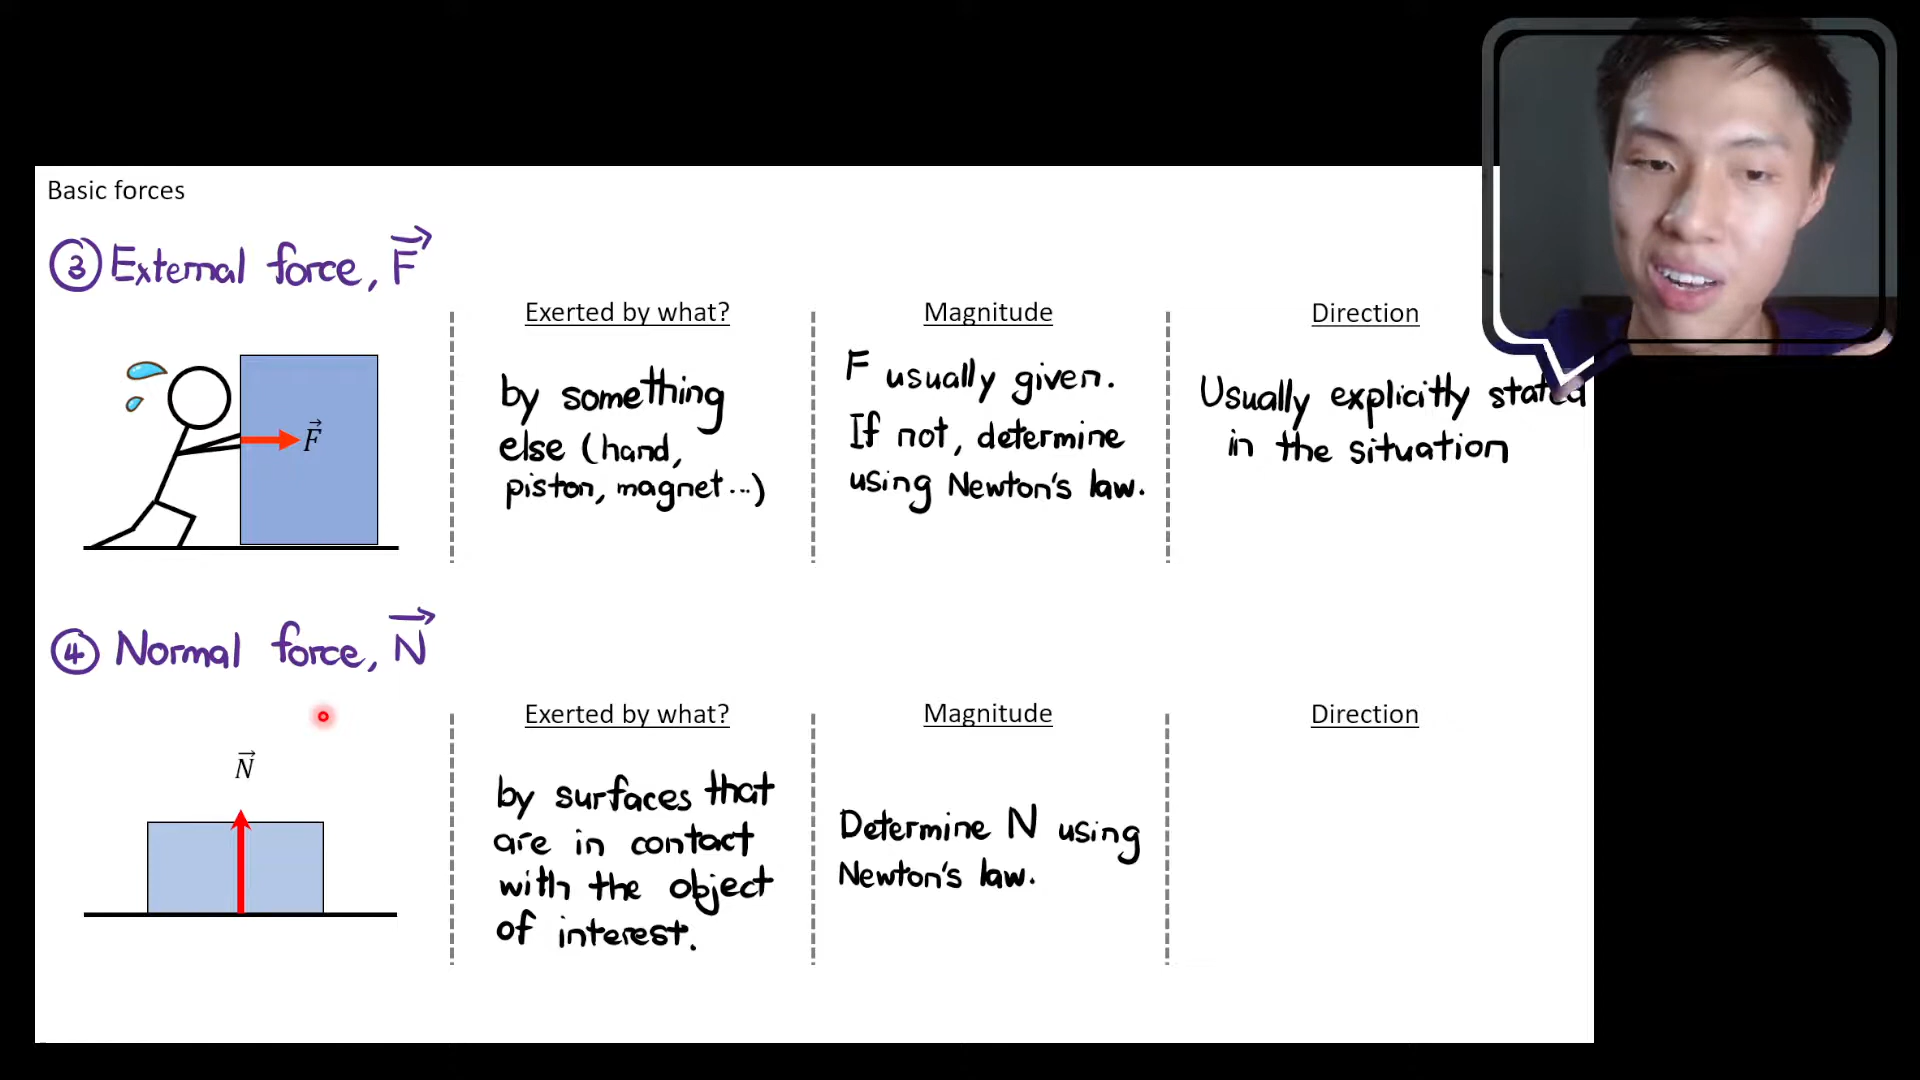 Basic forces
③ External force, F
Exerted by what?
Magnitude
Direction
by something
else (hand,
piston, magnet...)
F usually given.
If not, determine
using Newton's law.
Usually explicitly stated
in the situation
F
④ Normal force, N
Exerted by what?
Magnitude
Direction
N
by surfaces that
are in contact
with the object
of interest.
Determine N using
Newton's law.